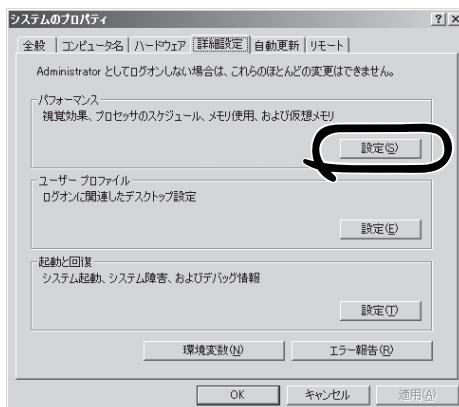 システムのプロパティ
全般 コンピュータ名 ハードウェア 詳細設定 自動更新 リモート
Administrator としてログオンしない場合は、これらのほとんどの変更はできません。
パフォーマンス
視覚効果、プロセッサのスケジュール、メモリ使用、および仮想メモリ
設定(S)
ユーザー プロファイル
ログオンに関連したデスクトップ設定
設定(E)
起動と回復
システム起動、システム障害、およびデバッグ情報
設定(T)
環境変数(N) エラー報告(R)
OK キャンセル 適用(A)